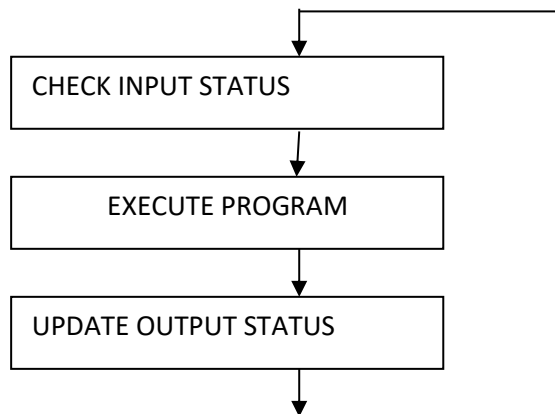 CHECK INPUT STATUS
EXECUTE PROGRAM
UPDATE OUTPUT STATUS